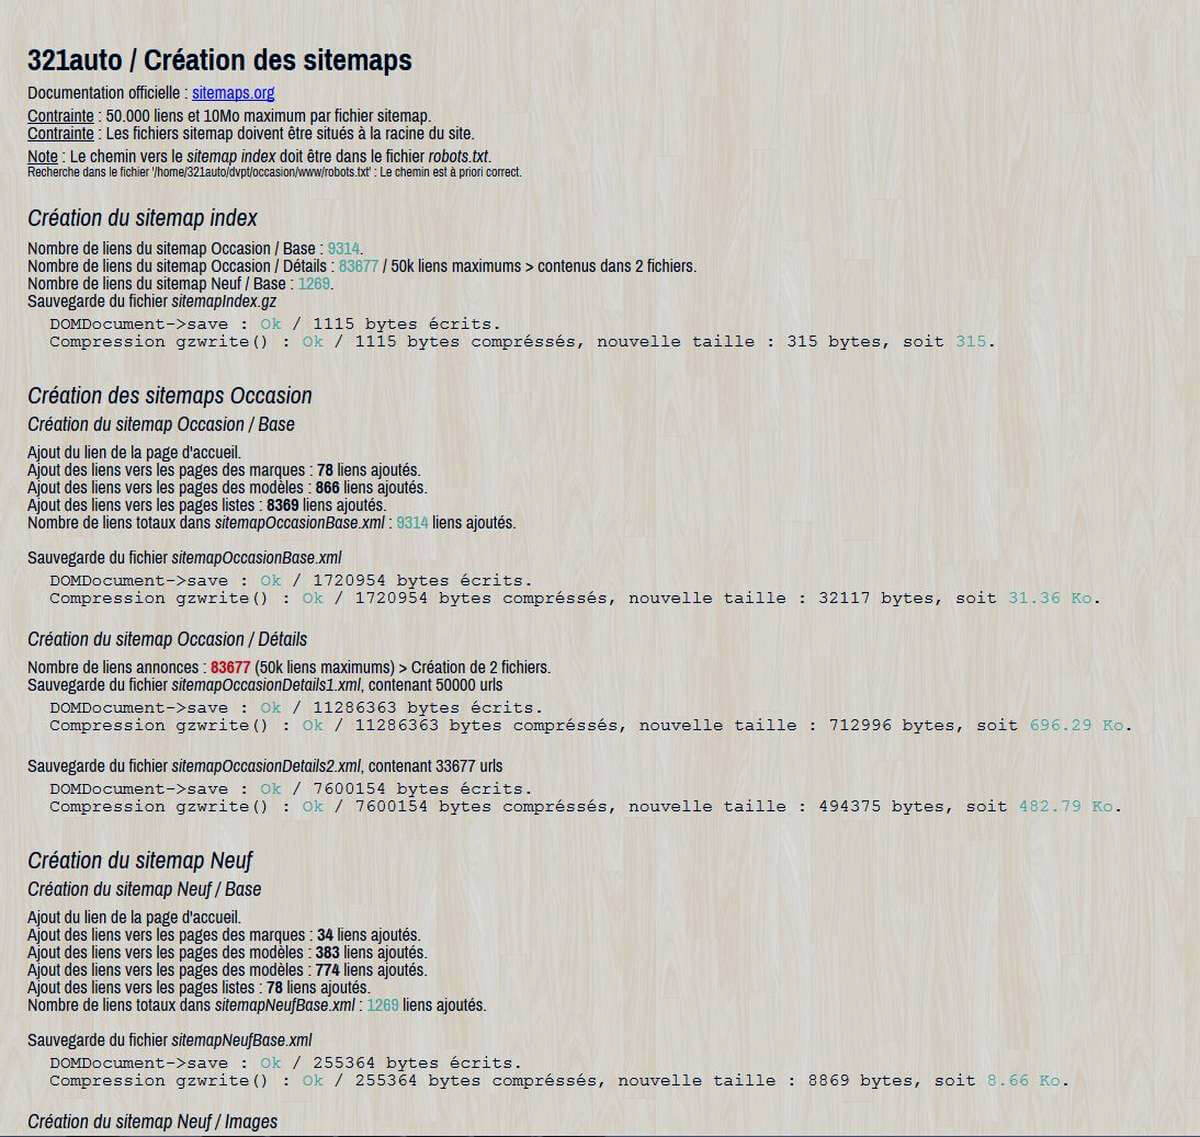 321auto / Création des sitemaps
Documentation officielle : sitemaps.org
Contrainte : 50.000 liens et 10Mo maximum par fichier sitemap.
Contrainte : Les fichiers sitemap doivent être situés à la racine du site.
Note : Le chemin vers le sitemap index doit être dans le fichier robots.txt.
Recherche dans le fichier '/home/321auto/dvpt/occasion/www/robots.txt' : Le chemin est à priori correct.
Création du sitemap index
Nombre de liens du sitemap Occasion / Base : 9314.
Nombre de liens du sitemap Occasion / Détails : 83677 / 50k liens maximums > contenus dans 2 fichiers.
Nombre de liens du sitemap Neuf / Base : 1269.
Sauvegarde du fichier sitemapIndex.gz
DOMDocument->save : Ok / 1115 bytes écrits.
Compression gzwrite() : Ok / 1115 bytes compréssés, nouvelle taille : 315 bytes, soit 315.
Création des sitemaps Occasion
Création du sitemap Occasion / Base
Ajout du lien de la page d'accueil.
Ajout des liens vers les pages des marques : 78 liens ajoutés.
Ajout des liens vers les pages des modèles : 866 liens ajoutés.
Ajout des liens vers les pages listes : 8369 liens ajoutés.
Nombre de liens totaux dans sitemapOccasionBase.xml : 9314 liens ajoutés.
Sauvegarde du fichier sitemapOccasionBase.xml
DOMDocument->save : Ok / 1720954 bytes écrits.
Compression gzwrite() : Ok / 1720954 bytes compréssés, nouvelle taille : 32117 bytes, soit 31.36 Ko.
Création du sitemap Occasion / Détails
Nombre de liens annonces : 83677 (50k liens maximums) > Création de 2 fichiers.
Sauvegarde du fichier sitemapOccasionDetails1.xml, contenant 50000 urls
DOMDocument->save : Ok / 11286363 bytes écrits.
Compression gzwrite() : Ok / 11286363 bytes compréssés, nouvelle taille : 712996 bytes, soit 696.29 Ko.
Sauvegarde du fichier sitemapOccasionDetails2.xml, contenant 33677 urls
DOMDocument->save : Ok / 7600154 bytes écrits.
Compression gzwrite() : Ok / 7600154 bytes compréssés, nouvelle taille : 494375 bytes, soit 482.79 Ko.
Création du sitemap Neuf
Création du sitemap Neuf / Base
Ajout du lien de la page d'accueil.
Ajout des liens vers les pages des marques : 34 liens ajoutés.
Ajout des liens vers les pages des modèles : 383 liens ajoutés.
Ajout des liens vers les pages des modèles : 774 liens ajoutés.
Ajout des liens vers les pages listes : 78 liens ajoutés.
Nombre de liens totaux dans sitemapNeufBase.xml : 1269 liens ajoutés.
Sauvegarde du fichier sitemapNeufBase.xml
DOMDocument->save : Ok / 255364 bytes écrits.
Compression gzwrite() : Ok / 255364 bytes compréssés, nouvelle taille : 8869 bytes, soit 8.66 Ko.
Création du sitemap Neuf / Images